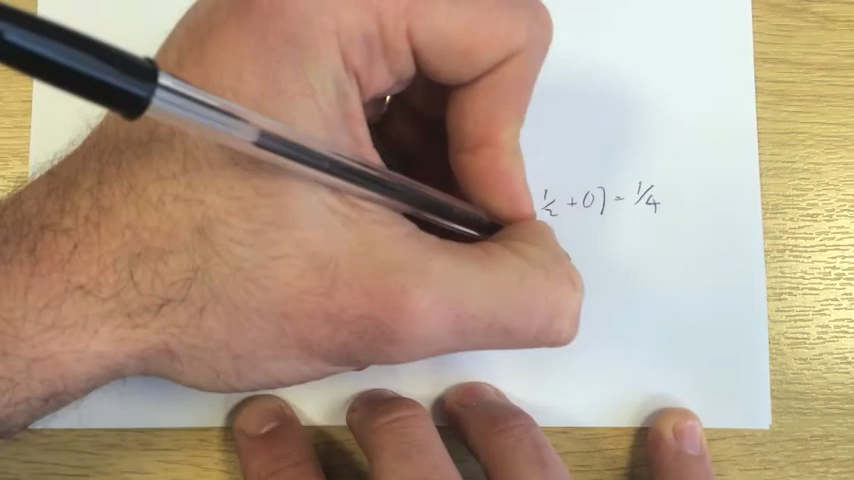 ½ + 0) = 1/4